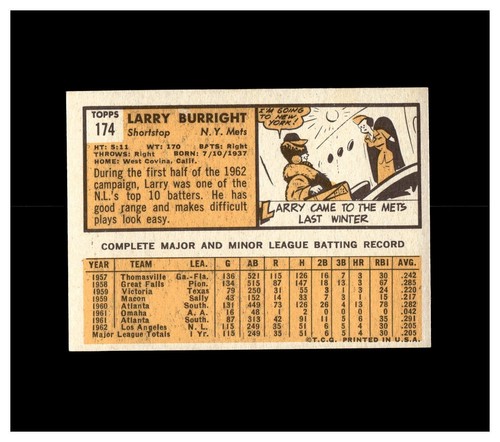 TOPPS
174
LARRY BURRIGHT
Shortstop N.Y. Mets
HT: 5:11 WT: 170 BFTS: Right
THROWS: Right BORN: 7/10/1937
HOME: West Covina, Calif.
During the first half of the 1962
campaign, Larry was one of the
N.L.'s top 10 batters. He has
good range and makes difficult
plays look easy.
I'M GOING
TO NEW
YORK!
LARRY CAME TO THE METS
LAST WINTER
COMPLETE MAJOR AND MINOR LEAGUE BATTING RECORD
YEAR TEAM LEA. G AB R H 2B 3B HR RBI AVG.
1957 Thomasville Ga.-Fla. 136 521 115 126 16 7 3 30 .242
1958 Great Falls Pion. 134 515 87 147 18 13 3 67 .285
1959 Victoria Texas 79 250 31 55 3 1 3 24 .220
1959 Macon Sally 43 152 14 33 7 3 1 15 .217
1960 Atlanta South. 131 449 73 126 26 4 13 .282
1961 Omaha A.A. 16 48 1 2 0 0 0 0 .042
1961 Atlanta South. 87 313 42 91 11 5 6 35 .291
1962 Los Angeles N.L. 115 249 35 51 6 5 4 30 .205
Major League Totals 1 Yr. 115 249 35 51 6 5 4 30 .205
©T.C.G. PRINTED IN U.S.A.